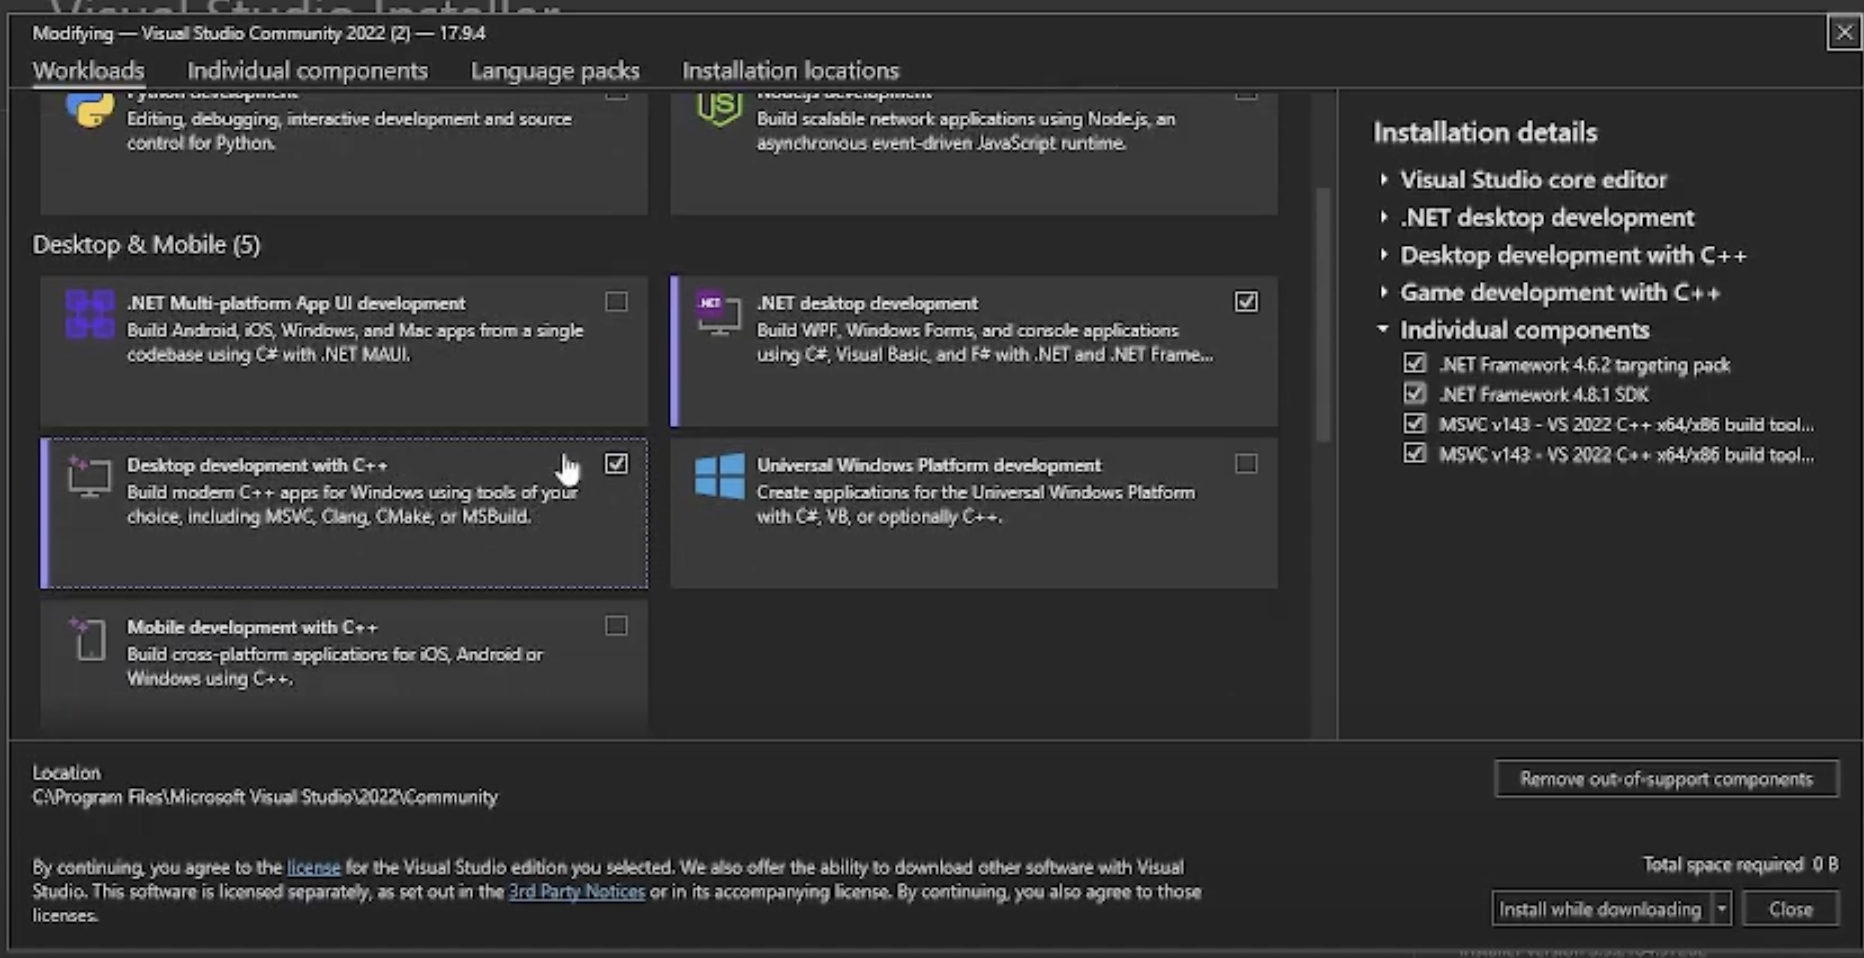 Visual Studio Installer
Modifying — Visual Studio Community 2022 (2) — 17.9.4
Workloads Individual components Language packs Installation locations
Python development
Editing, debugging, interactive development and source
control for Python.
Node.js development
Build scalable network applications using Node.js, an
asynchronous event-driven JavaScript runtime.
Desktop & Mobile (5)
.NET Multi-platform App UI development
Build Android, iOS, Windows, and Mac apps from a single
codebase using C# with .NET MAUI.
.NET
.NET desktop development
Build WPF, Windows Forms, and console applications
using C#, Visual Basic, and F# with .NET and .NET Frame...
Desktop development with C++
Build modern C++ apps for Windows using tools of your
choice, including MSVC, Clang, CMake, or MSBuild.
Universal Windows Platform development
Create applications for the Universal Windows Platform
with C#, VB, or optionally C++.
Mobile development with C++
Build cross-platform applications for iOS, Android or
Windows using C++.
Installation details
Visual Studio core editor
.NET desktop development
Desktop development with C++
Game development with C++
Individual components
.NET Framework 4.6.2 targeting pack
.NET Framework 4.8.1 SDK
MSVC v143 - VS 2022 C++ x64/x86 build tool...
MSVC v143 - VS 2022 C++ x64/x86 build tool...
Location
C:\Program Files\Microsoft Visual Studio\2022\Community
Remove out-of-support components
By continuing, you agree to the license for the Visual Studio edition you selected. We also offer the ability to download other software with Visual
Studio. This software is licensed separately, as set out in the 3rd Party Notices or in its accompanying license. By continuing, you also agree to those
licenses.
Total space required 0 B
Install while downloading Close